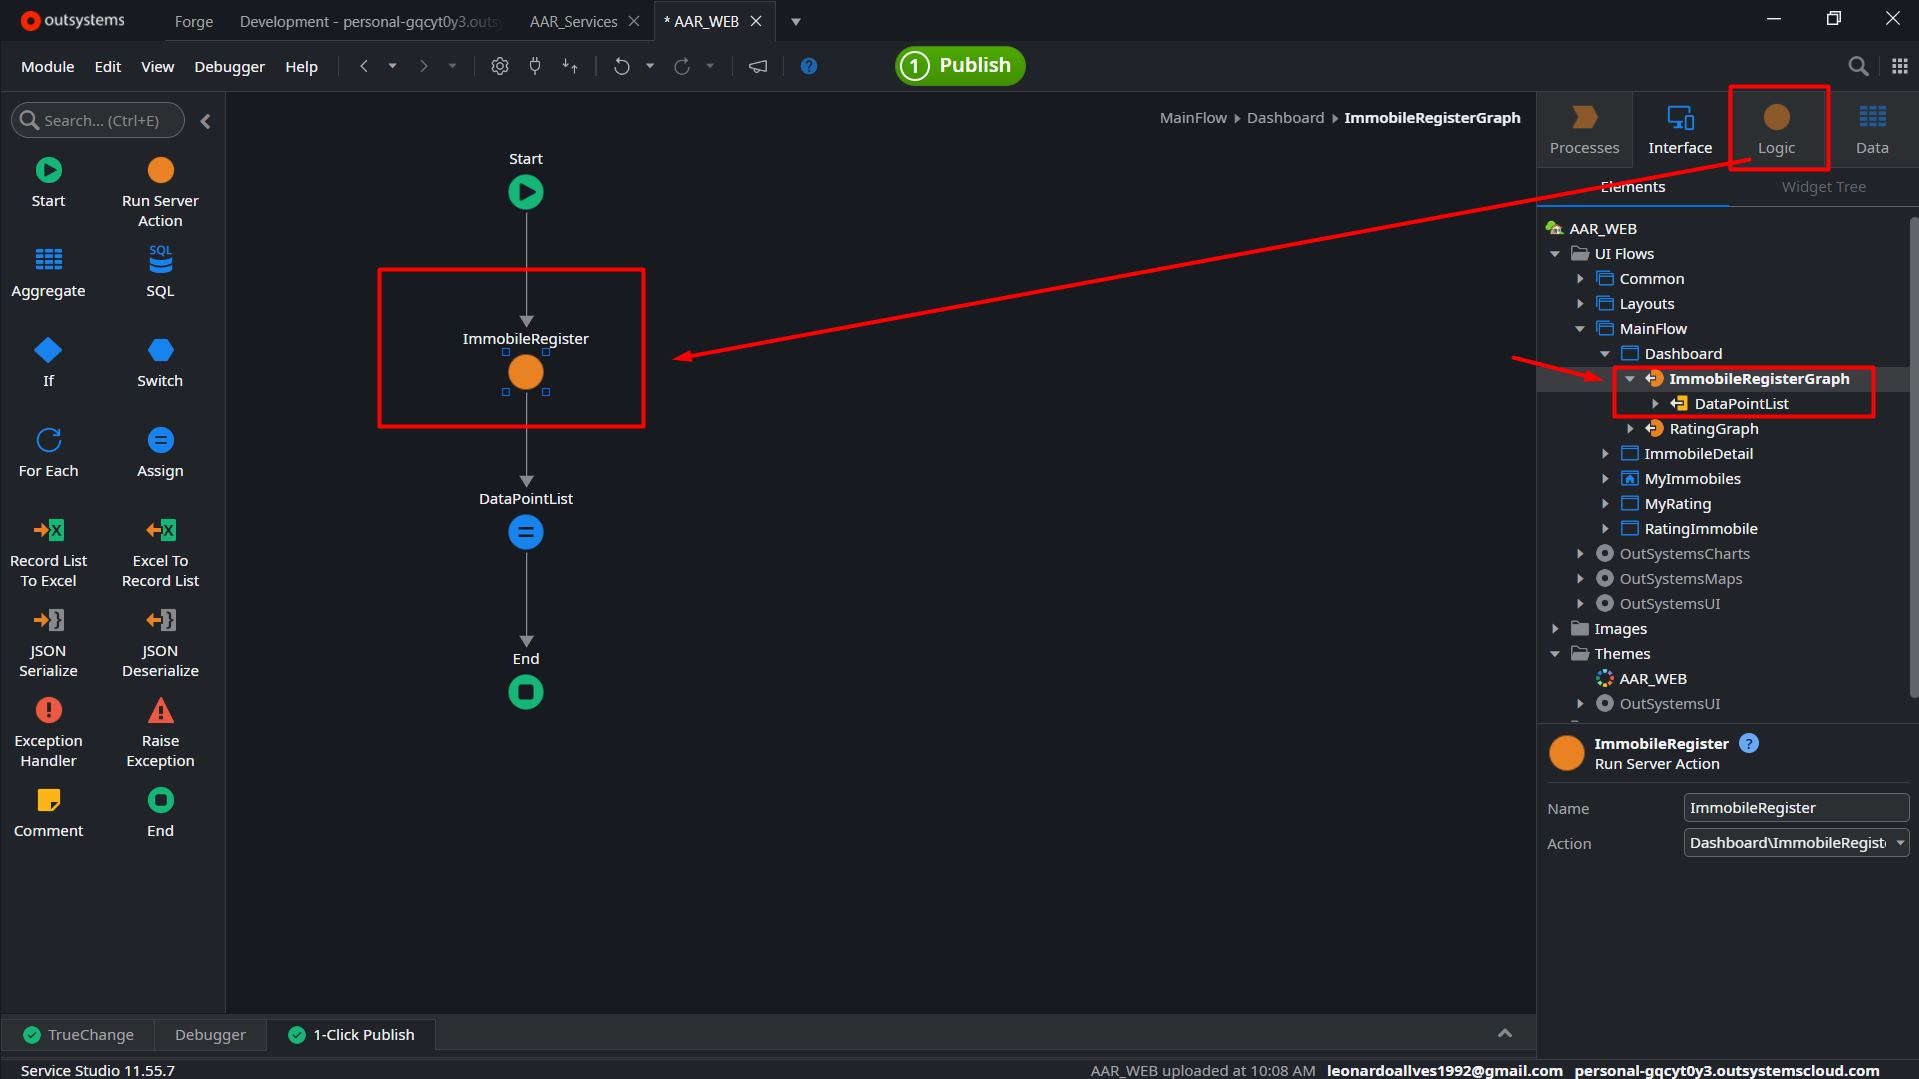 outsystems
Forge
Development - personal-gqcyt0y3.outs
AAR_Services
* AAR_WEB
Module
Edit
View
Debugger
Help
1
Publish
?
Search... (Ctrl+E)
Start
Run Server
Action
Aggregate
SQL
SQL
If
Switch
For Each
Assign
Record List
To Excel
Excel To
Record List
JSON
Serialize
JSON
Deserialize
Exception
Handler
Raise
Exception
Comment
End
MainFlow
Dashboard
ImmobileRegisterGraph
Start
ImmobileRegister
DataPointList
End
Processes
Interface
Logic
Data
Elements
Widget Tree
AAR_WEB
UI Flows
Common
Layouts
MainFlow
Dashboard
ImmobileRegisterGraph
DataPointList
RatingGraph
ImmobileDetail
MyImmobiles
MyRating
RatingImmobile
OutSystemsCharts
OutSystemsMaps
OutSystemsUI
Images
Themes
AAR_WEB
OutSystemsUI
ImmobileRegister ?
Run Server Action
Name
ImmobileRegister
Action
Dashboard\ImmobileRegist
TrueChange
Debugger
1-Click Publish
Service Studio 11.55.7
AAR_WEB uploaded at 10:08 AM
leonardoallves1992@gmail.com
personal-gqcyt0y3.outsystemscloud.com